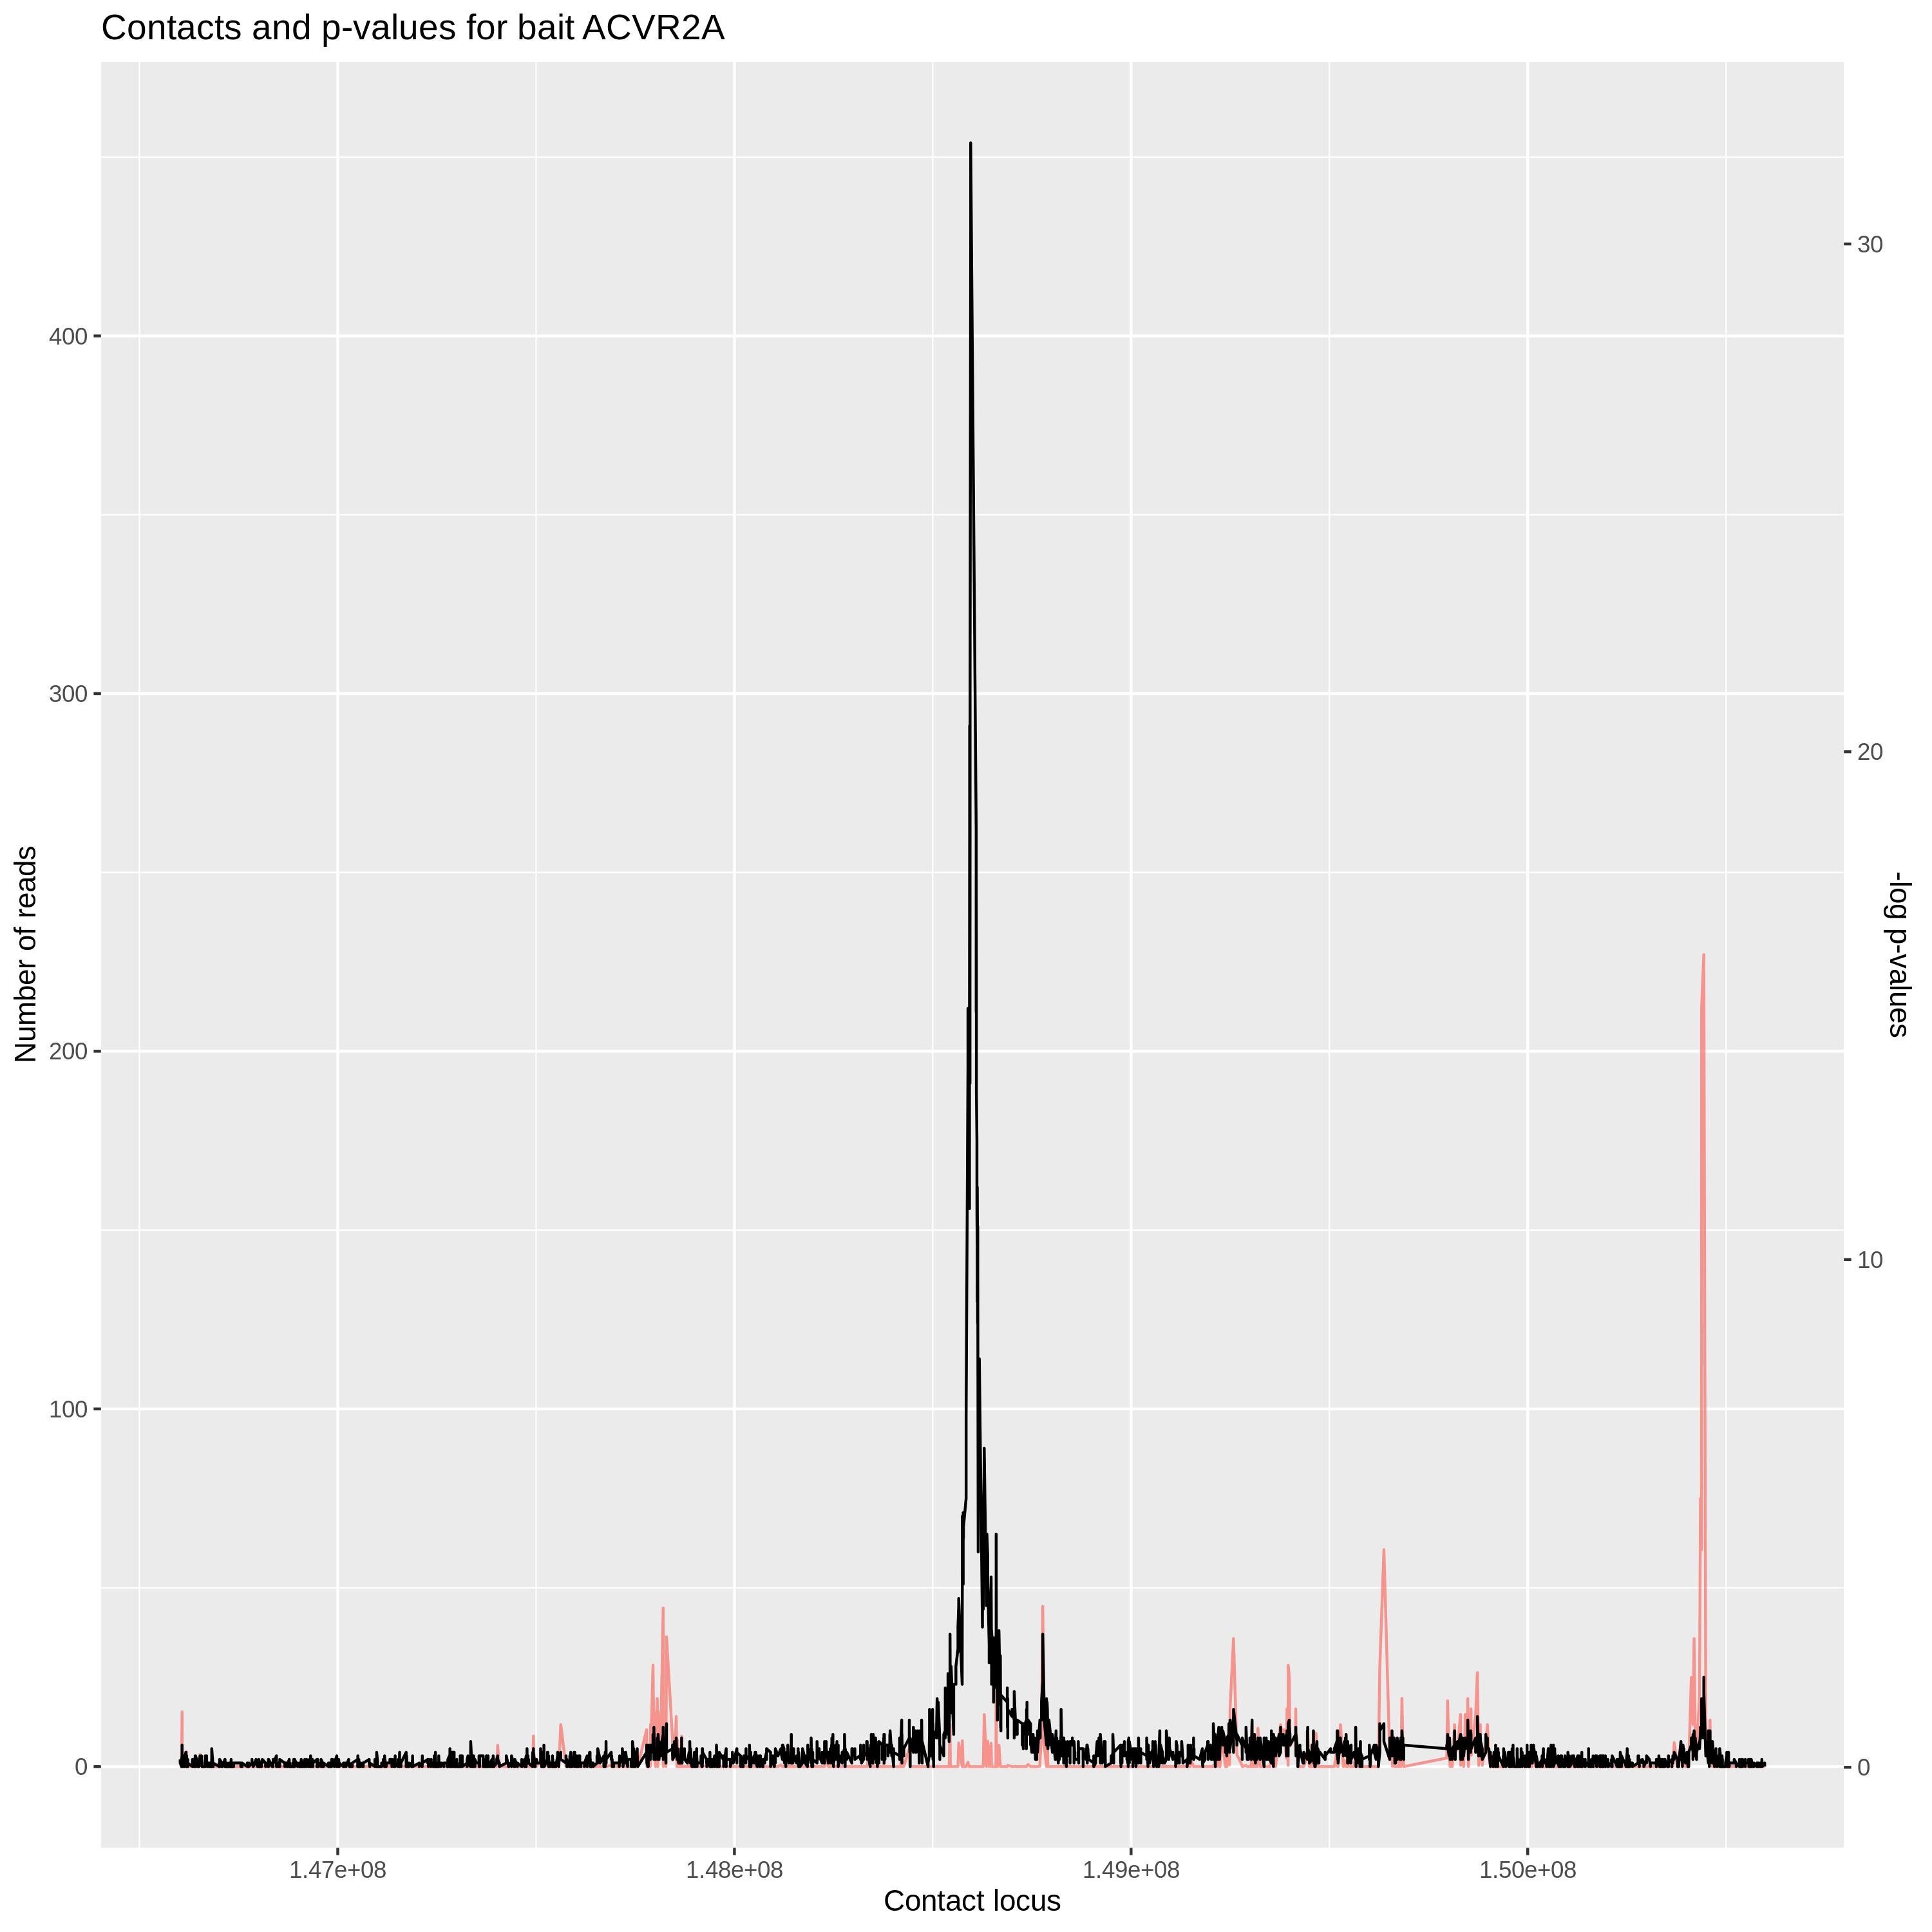 Contacts and p-values for bait ACVR2A
400
300
200
100
0
Number of reads
30
20
10
0
-log p-values
1.47e+08
1.48e+08
1.49e+08
1.50e+08
Contact locus